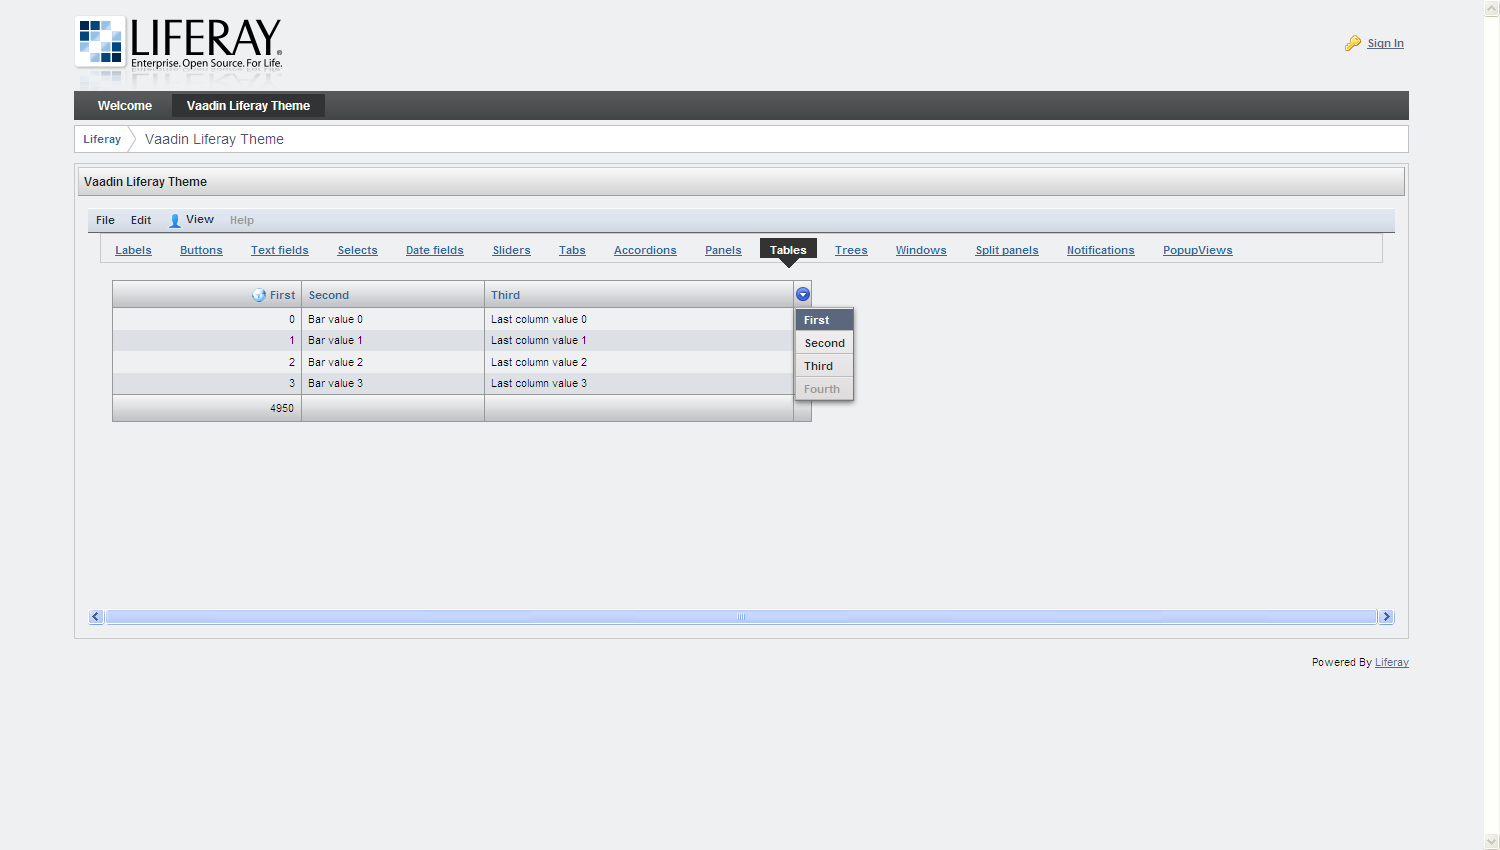 LIFERAY®
Enterprise. Open Source. For Life.
Sign In
Welcome Vaadin Liferay Theme
Liferay Vaadin Liferay Theme
Vaadin Liferay Theme
File Edit View Help
Labels Buttons Text fields Selects Date fields Sliders Tabs Accordions Panels Tables Trees Windows Split panels Notifications PopupViews
First Second Third
0 Bar value 0 Last column value 0
1 Bar value 1 Last column value 1
2 Bar value 2 Last column value 2
3 Bar value 3 Last column value 3
4950
First
Second
Third
Fourth
Powered By Liferay